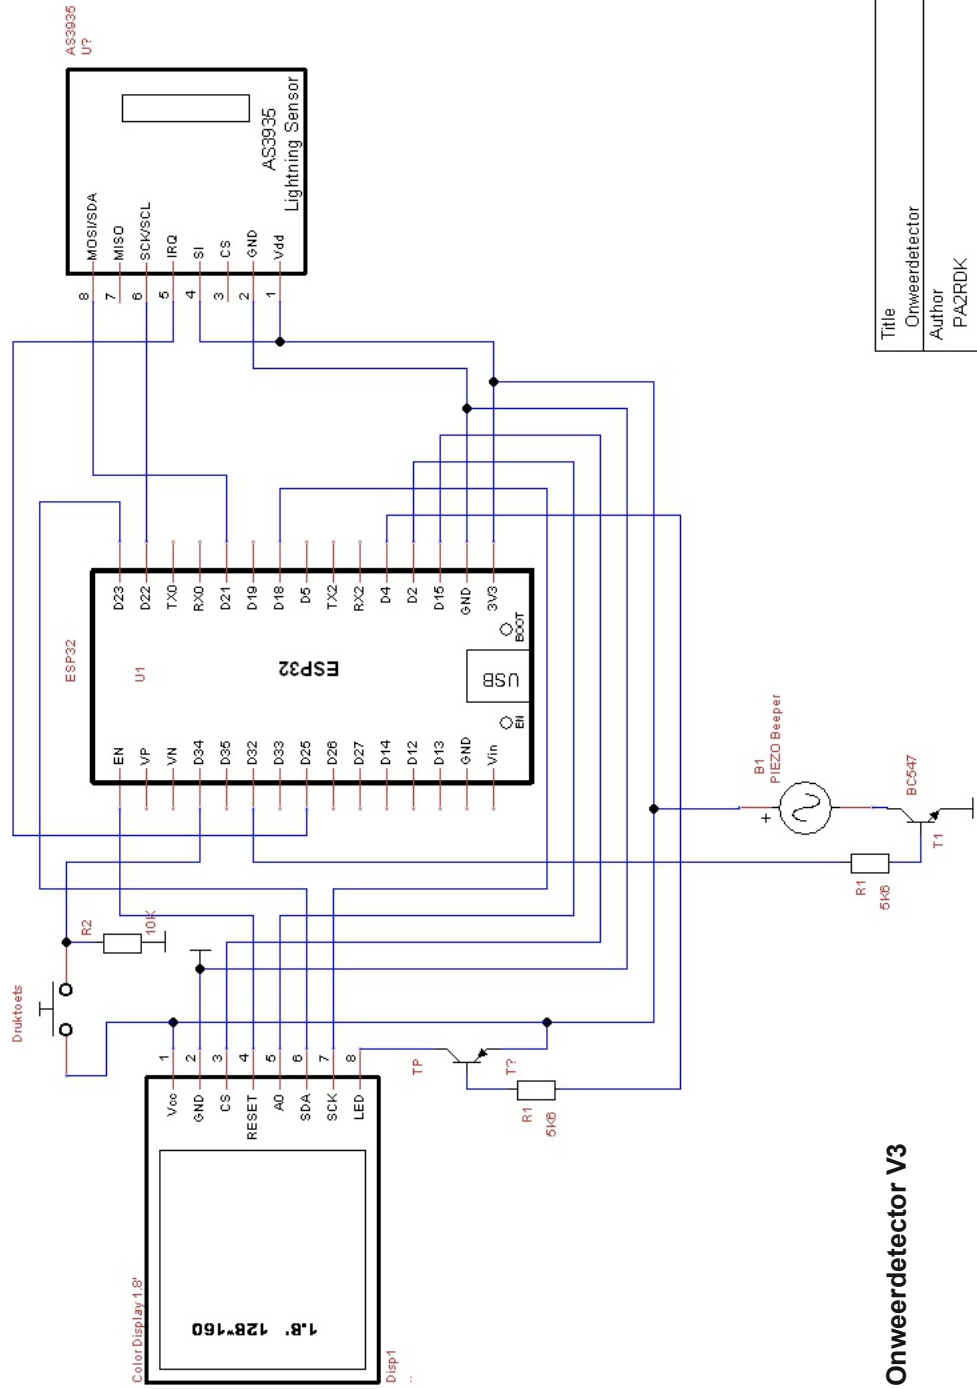 AS3935
U?
MOSI/SDA
MISO
SCK/SCL
IRQ
SI
CS
GND
Vdd
8
7
6
5
4
3
2
1
AS3935
Lightning Sensor
ESP32
U1
D23
D22
TX0
RX0
D21
D19
D18
D5
TX2
RX2
D4
D2
D15
GND
3V3
ESP32
USB
BOOT
EN
EN
VP
VN
D34
D35
D32
D33
D25
D26
D27
D14
D12
D13
GND
Vin
R2
10K
Druktoets
Color Display 1.8'
1
2
3
4
5
6
7
8
Vcc
GND
CS
RESET
A0
SDA
SCK
LED
1.8' 128*160
Disp1
..
TP
T?
R1
5K6
B1
PIEZO Beeper
+
BC547
T1
R1
5K6
Title
Onweerdetector
Author
PA2RDK
Onweerdetector V3